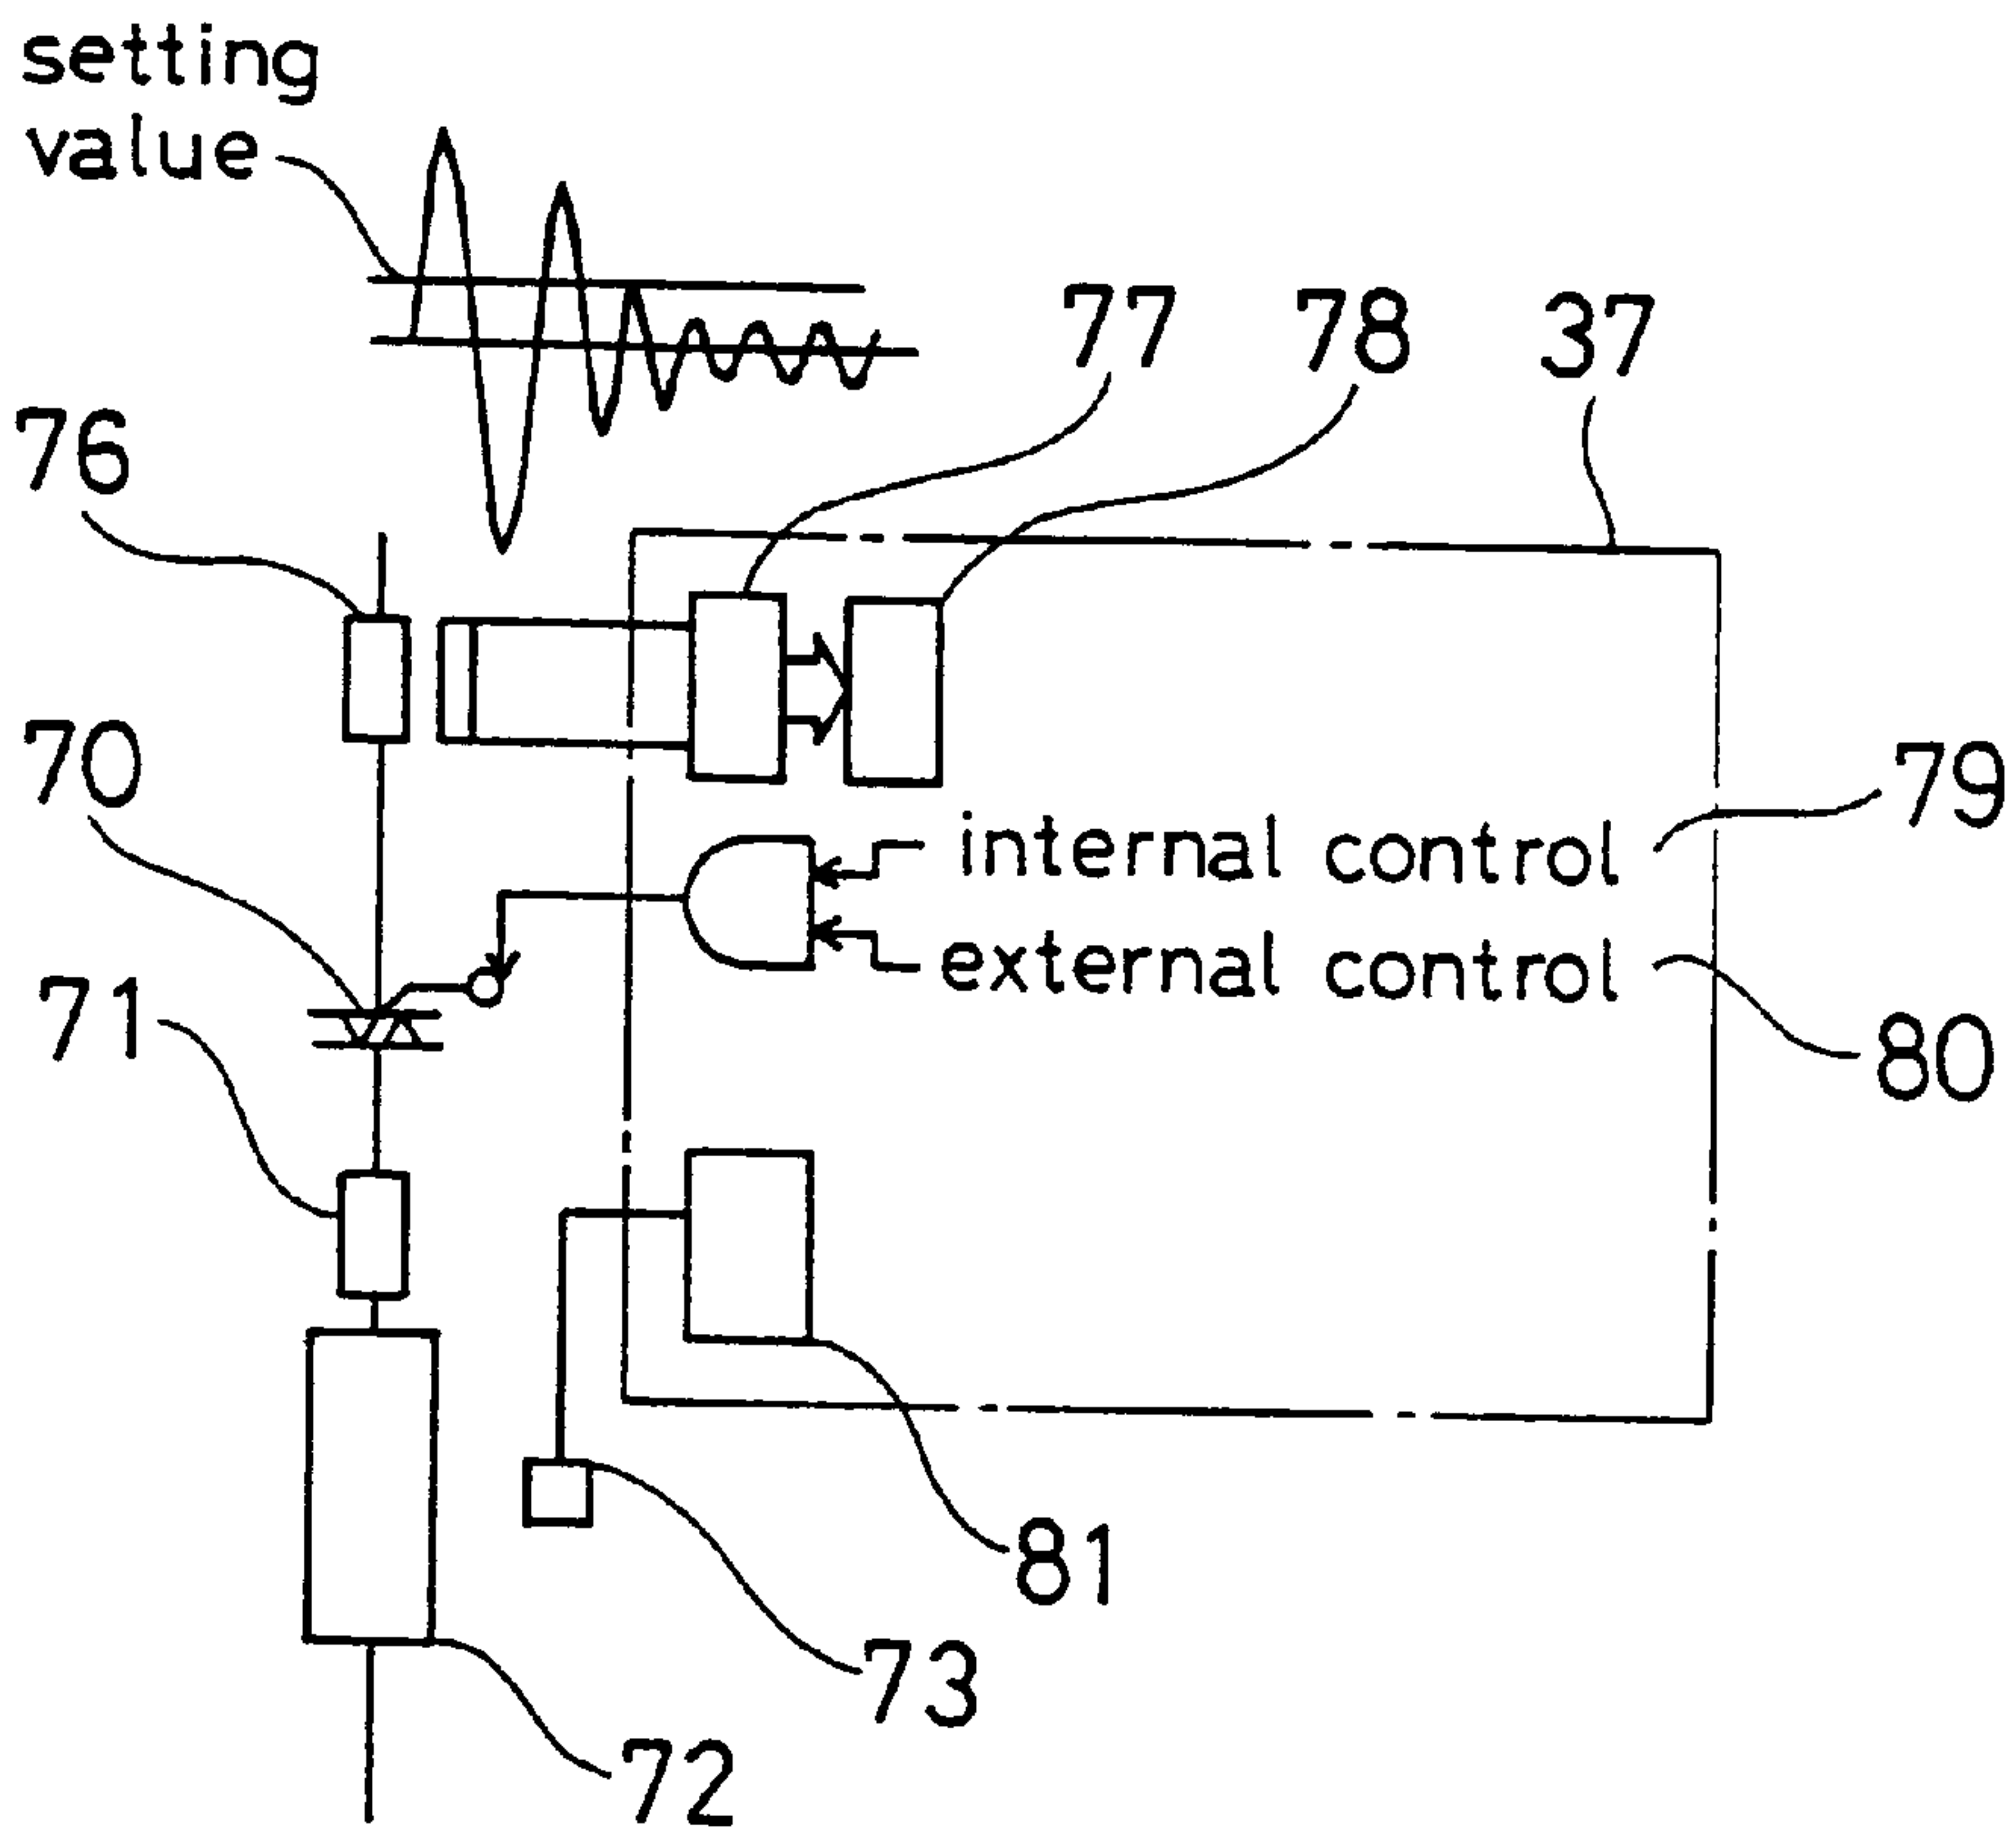 setting
value
77
78
37
76
70
79
internal control
external control
71
80
81
73
72